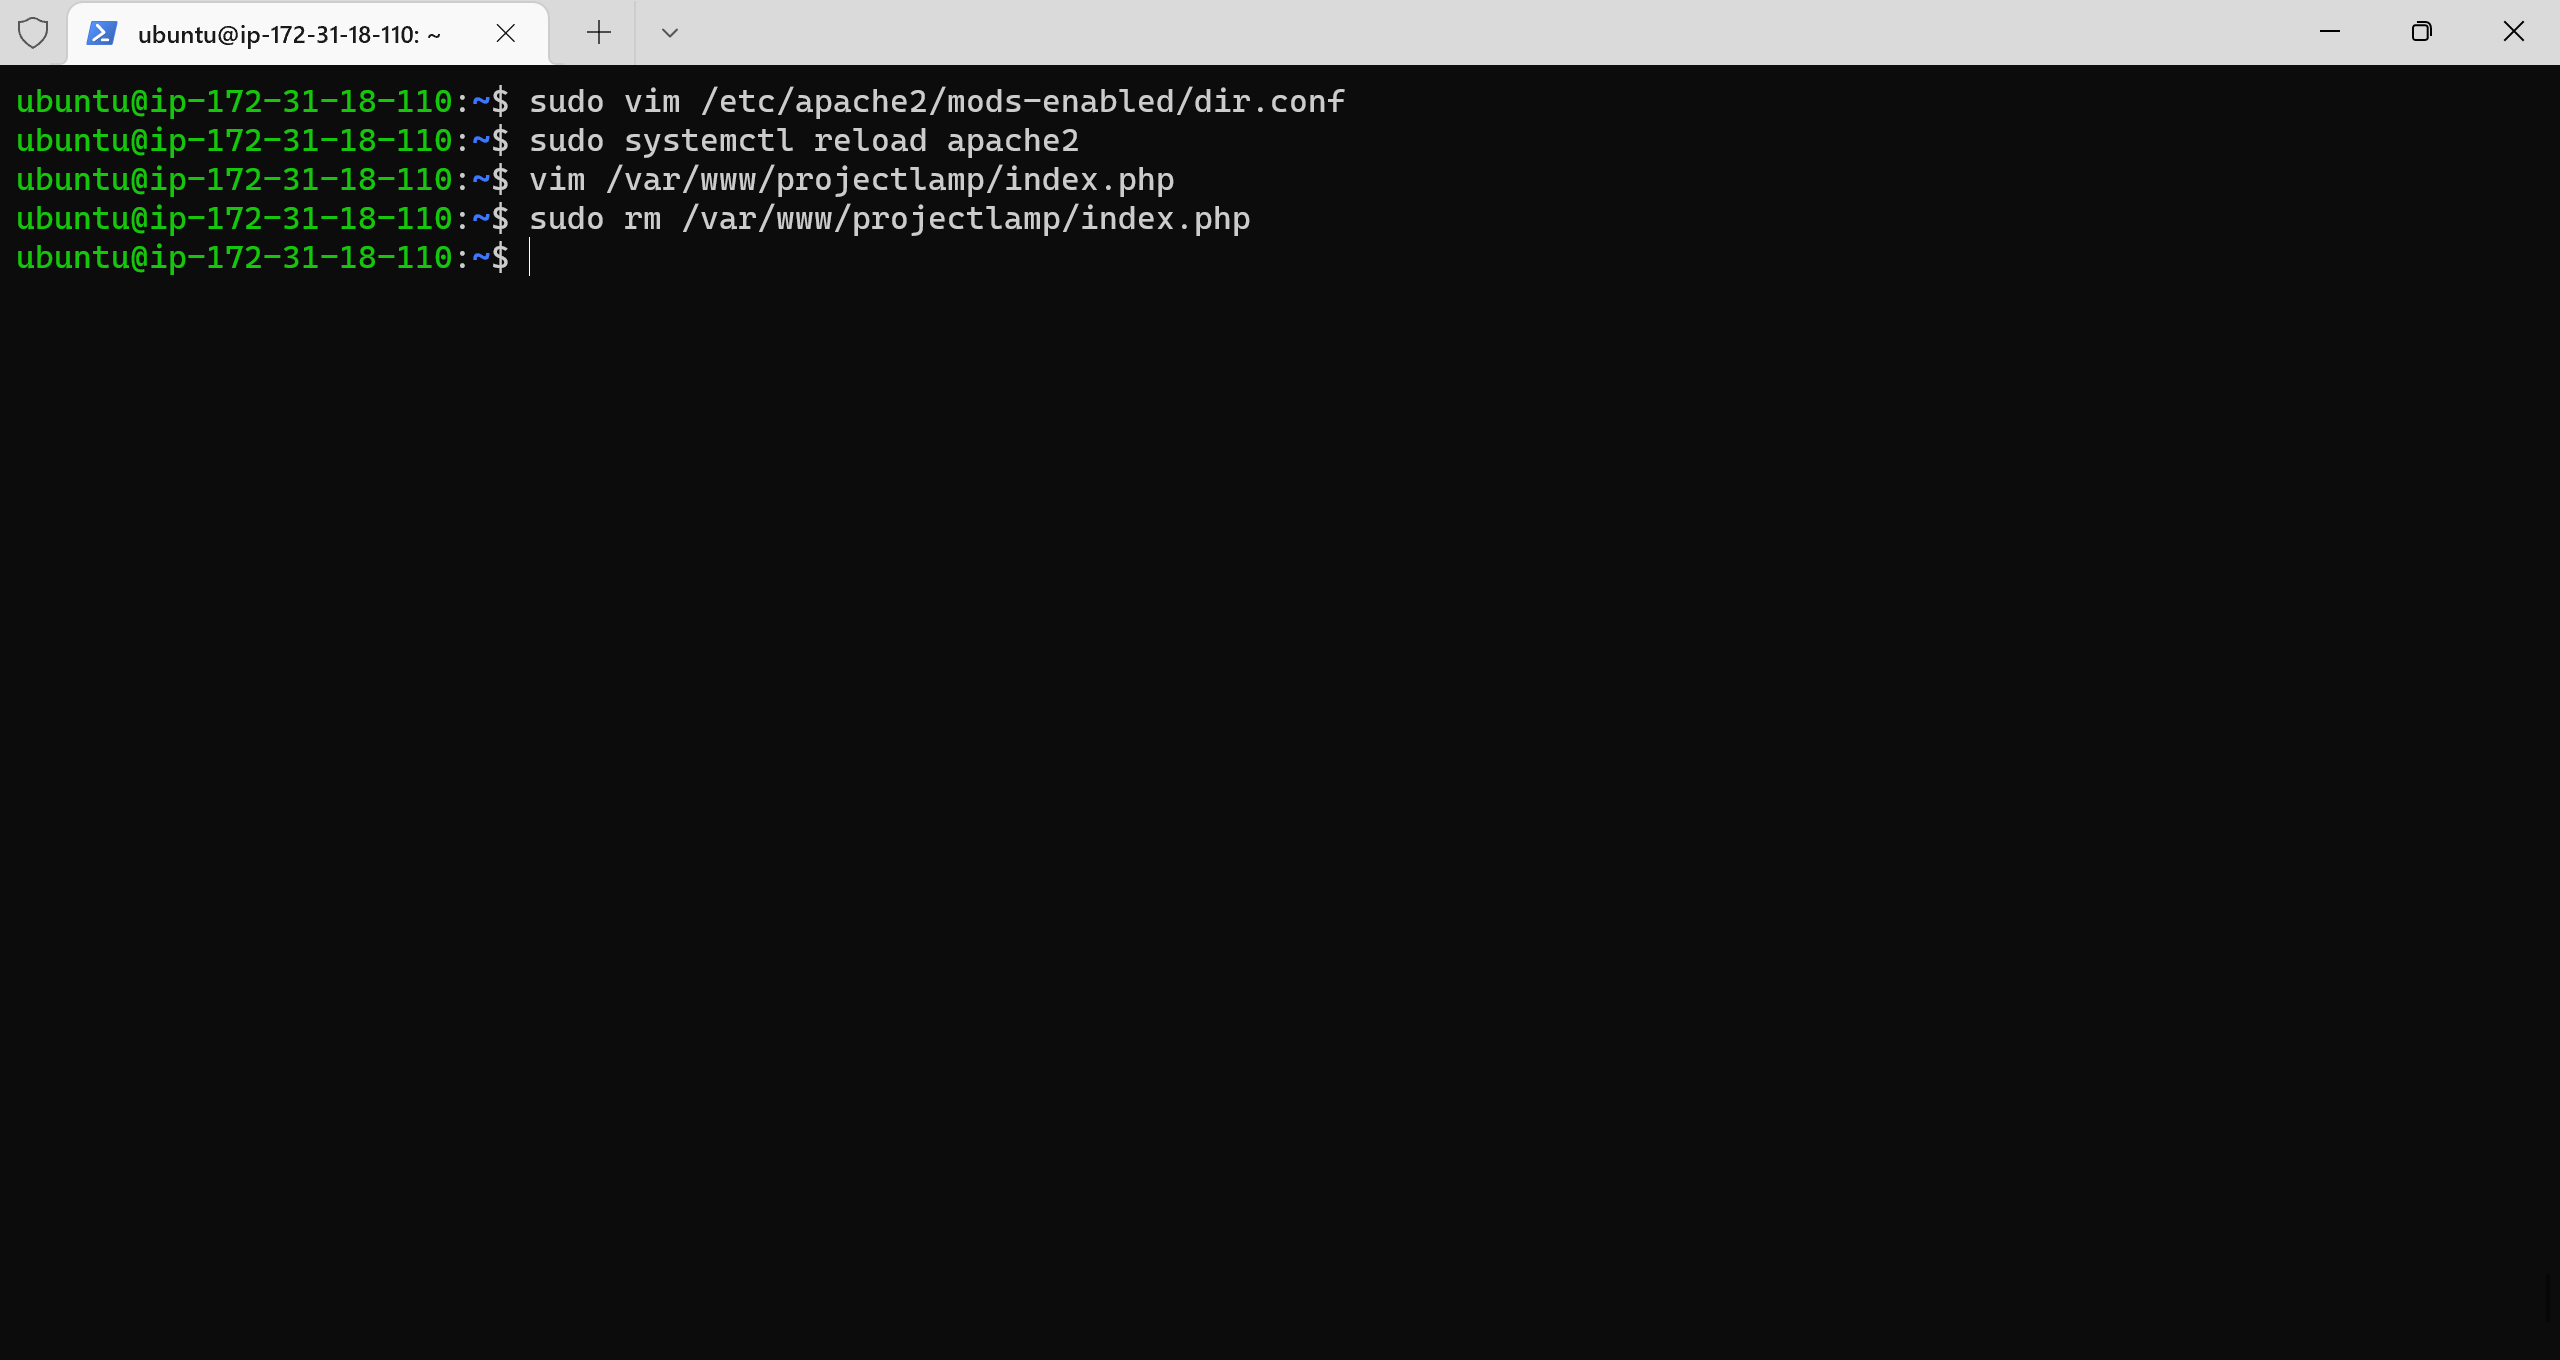 ubuntu@ip-172-31-18-110: ~
ubuntu@ip-172-31-18-110:~$ sudo vim /etc/apache2/mods-enabled/dir.conf
ubuntu@ip-172-31-18-110:~$ sudo systemctl reload apache2
ubuntu@ip-172-31-18-110:~$ vim /var/www/projectlamp/index.php
ubuntu@ip-172-31-18-110:~$ sudo rm /var/www/projectlamp/index.php
ubuntu@ip-172-31-18-110:~$